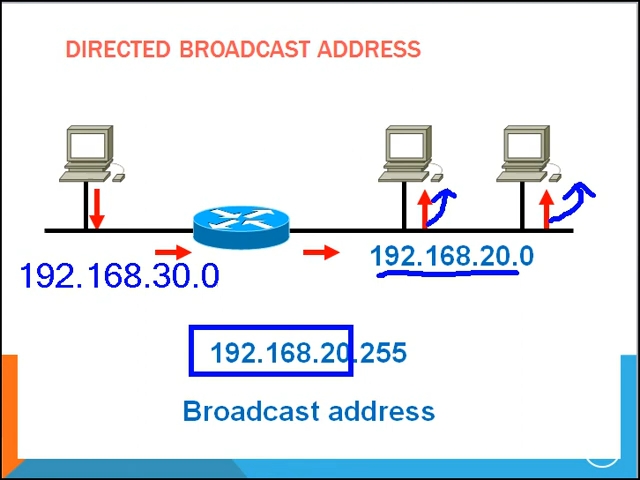 DIRECTED BROADCAST ADDRESS
192.168.30.0
192.168.20.0
192.168.20.255
Broadcast address